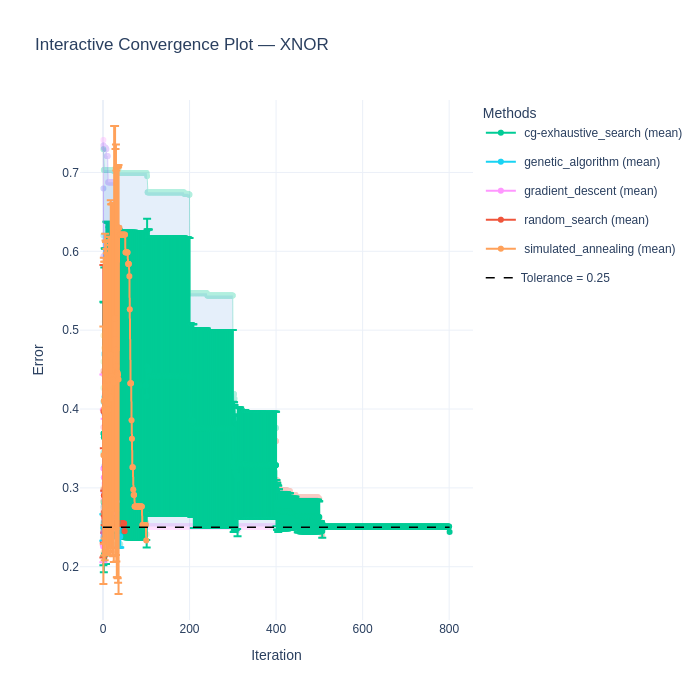 Interactive Convergence Plot — XNOR
Methods
cg-exhaustive_search (mean)
genetic_algorithm (mean)
gradient_descent (mean)
random_search (mean)
simulated_annealing (mean)
Tolerance = 0.25
Error
0.7
0.6
0.5
0.4
0.3
0.2
0
200
400
600
800
Iteration